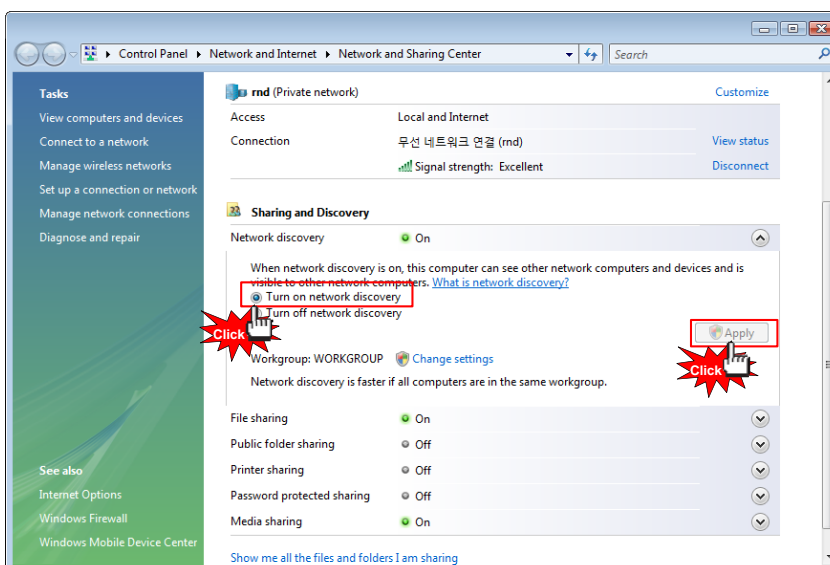 Control Panel Network and Internet Network and Sharing Center Search
Tasks
View computers and devices
Connect to a network
Manage wireless networks
Set up a connection or network
Manage network connections
Diagnose and repair
See also
Internet Options
Windows Firewall
Windows Mobile Device Center
rnd (Private network) Customize
Access Local and Internet
Connection 무선 네트워크 연결 (rnd) View status
Signal strength: Excellent Disconnect
Sharing and Discovery
Network discovery On
When network discovery is on, this computer can see other network computers and devices and is
visible to other network computers. What is network discovery?
Turn on network discovery
Turn off network discovery
Click
Apply
Click
Workgroup: WORKGROUP Change settings
Network discovery is faster if all computers are in the same workgroup.
File sharing On
Public folder sharing Off
Printer sharing Off
Password protected sharing Off
Media sharing On
Show me all the files and folders I am sharing